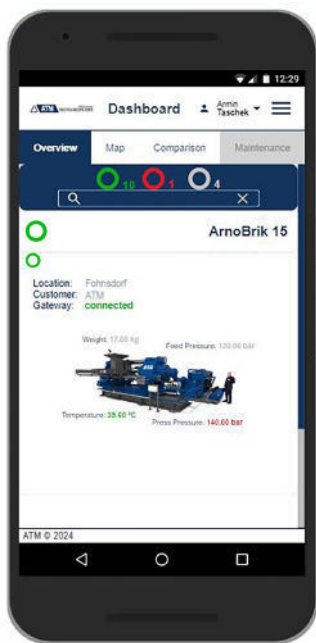 12:29
ATM
Dashboard
Armin
Taschek
Overview Map Comparison Maintenance
10 1 4
ArnoBrik 15
Location: Fohnsdorf
Customer: ATM
Gateway: connected
Weight: 17.00 kg
Feed Pressure: 120.00 bar
Temperature: 39.60 °C
Press Pressure: 140.00 bar
ATM © 2024